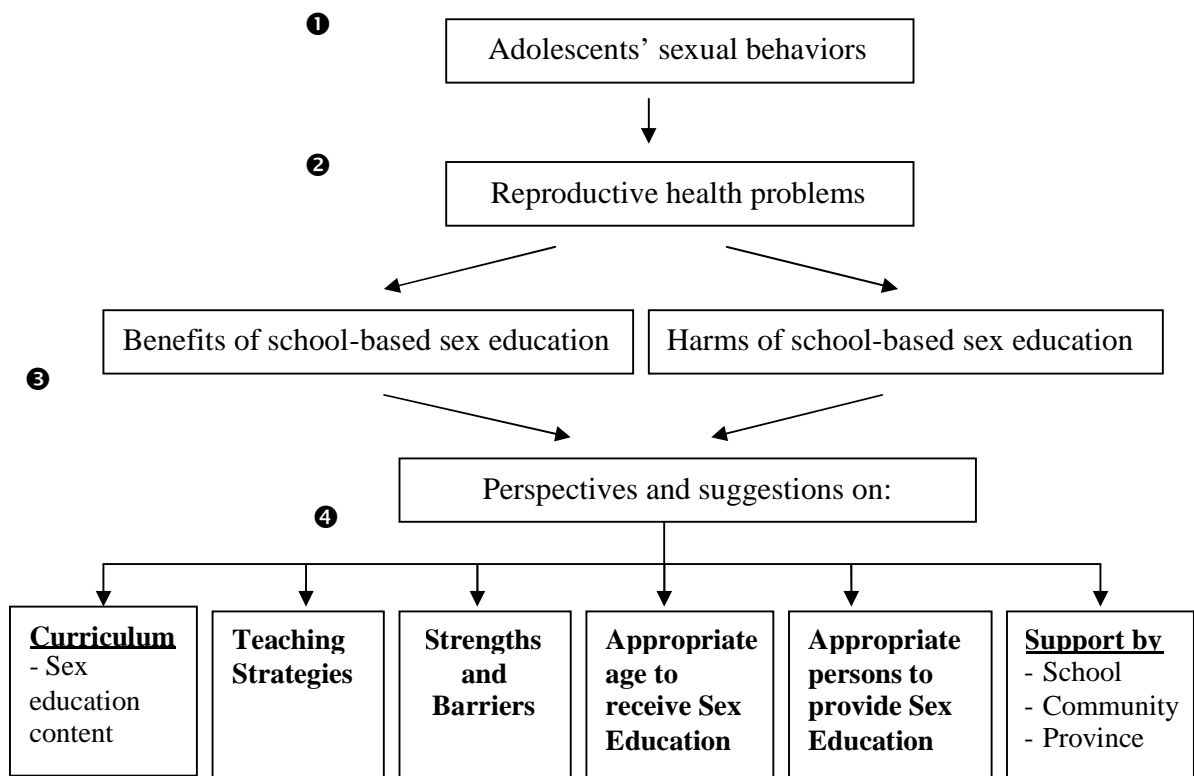 ❶
Adolescents’ sexual behaviors
❷
Reproductive health problems
Benefits of school-based sex education
Harms of school-based sex education
❸
Perspectives and suggestions on:
❹
Curriculum
- Sex
education
content
Teaching
Strategies
Strengths
and
Barriers
Appropriate
age to
receive Sex
Education
Appropriate
persons to
provide Sex
Education
Support by
- School
- Community
- Province